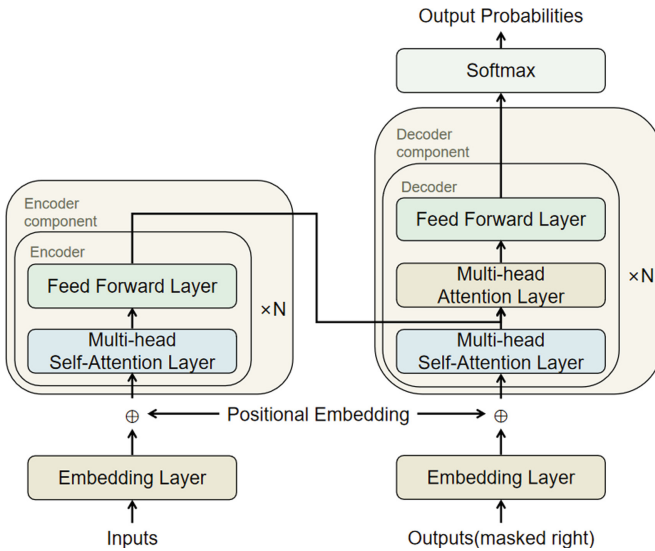 Output Probabilities
Softmax
Decoder
component
Decoder
Feed Forward Layer
Multi-head
Attention Layer
×N
Multi-head
Self-Attention Layer
Encoder
component
Encoder
Feed Forward Layer
×N
Multi-head
Self-Attention Layer
Positional Embedding
Embedding Layer
Embedding Layer
Inputs
Outputs(masked right)